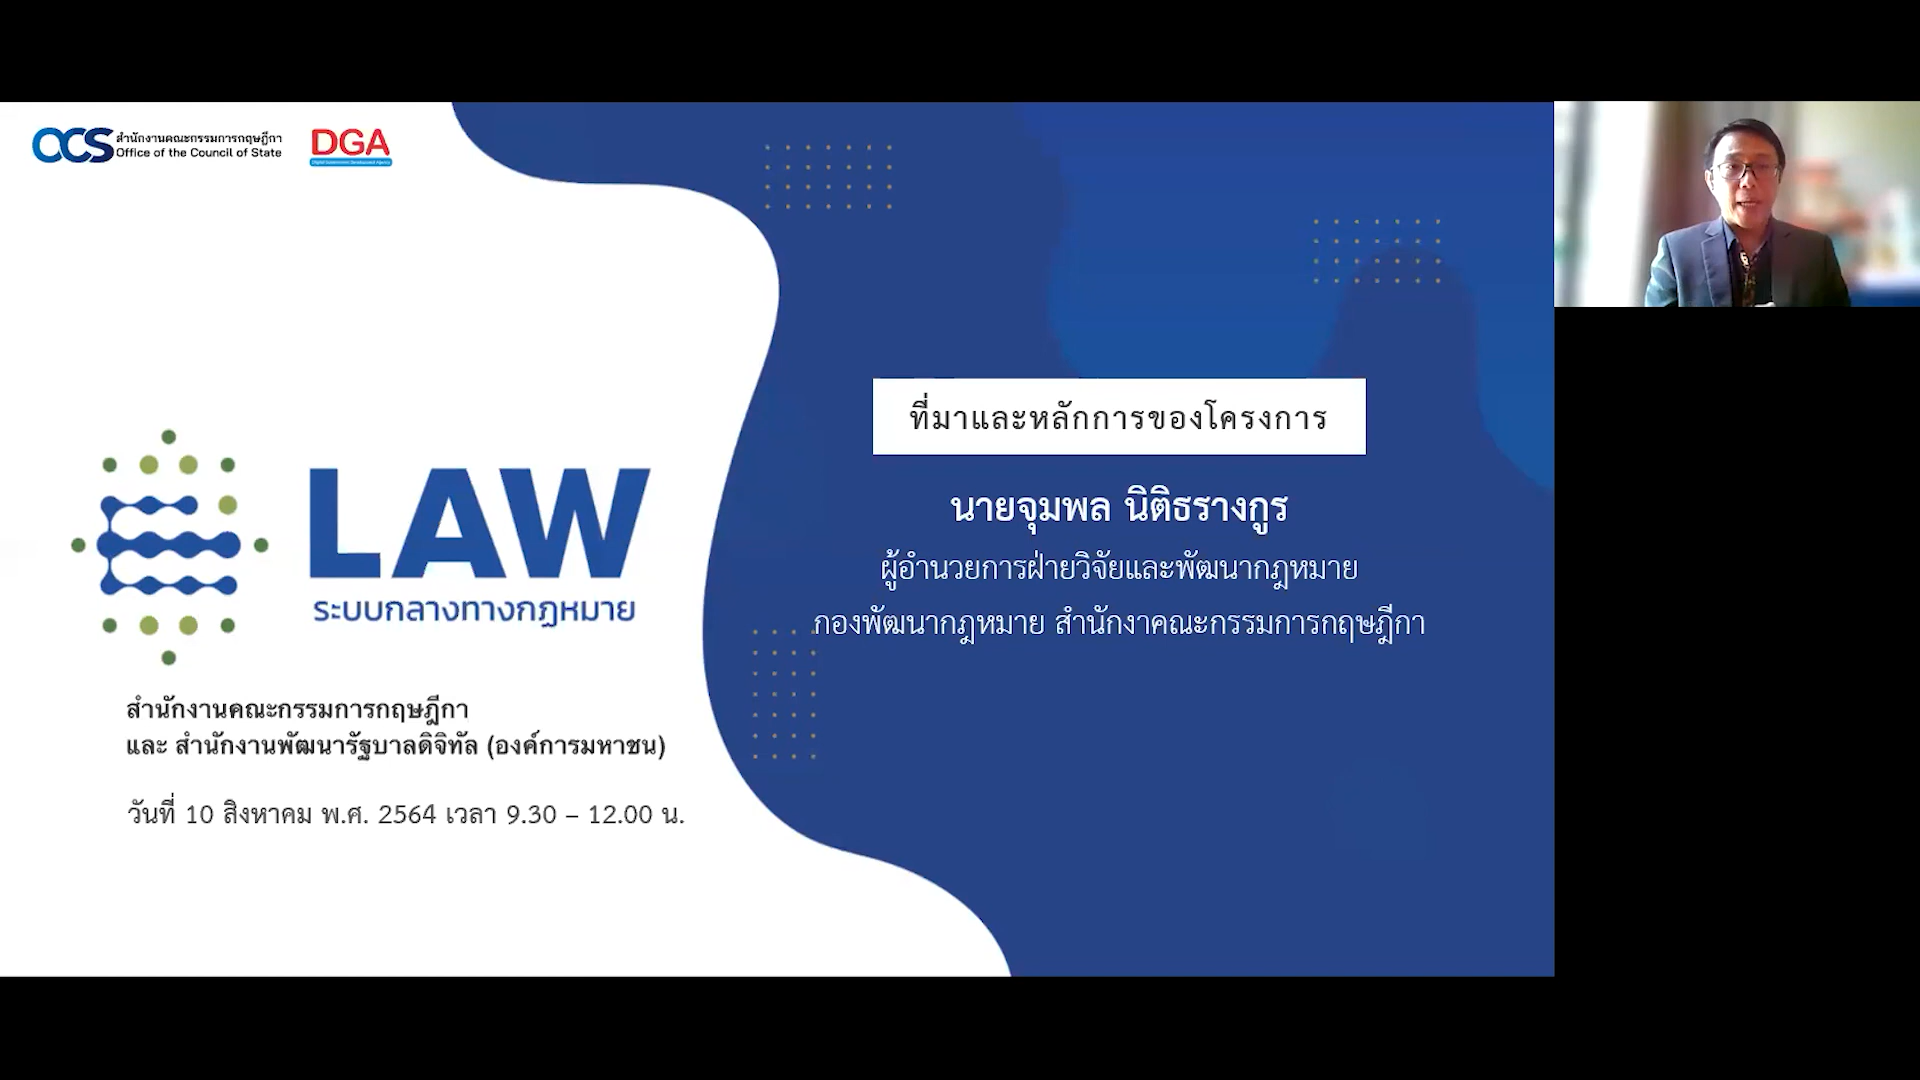 OCS สำนักงานคณะกรรมการกฤษฎีกา
Office of the Council of State
DGA
Digital Government Development Agency
LAW
ระบบกลางทางกฎหมาย
สำนักงานคณะกรรมการกฤษฎีกา
และ สำนักงานพัฒนารัฐบาลดิจิทัล (องค์การมหาชน)
วันที่ 10 สิงหาคม พ.ศ. 2564 เวลา 9.30 – 12.00 น.
ที่มาและหลักการของโครงการ
นายจุมพล นิติธรางกูร
ผู้อำนวยการฝ่ายวิจัยและพัฒนากฎหมาย
กองพัฒนากฎหมาย สำนักงาคณะกรรมการกฤษฎีกา